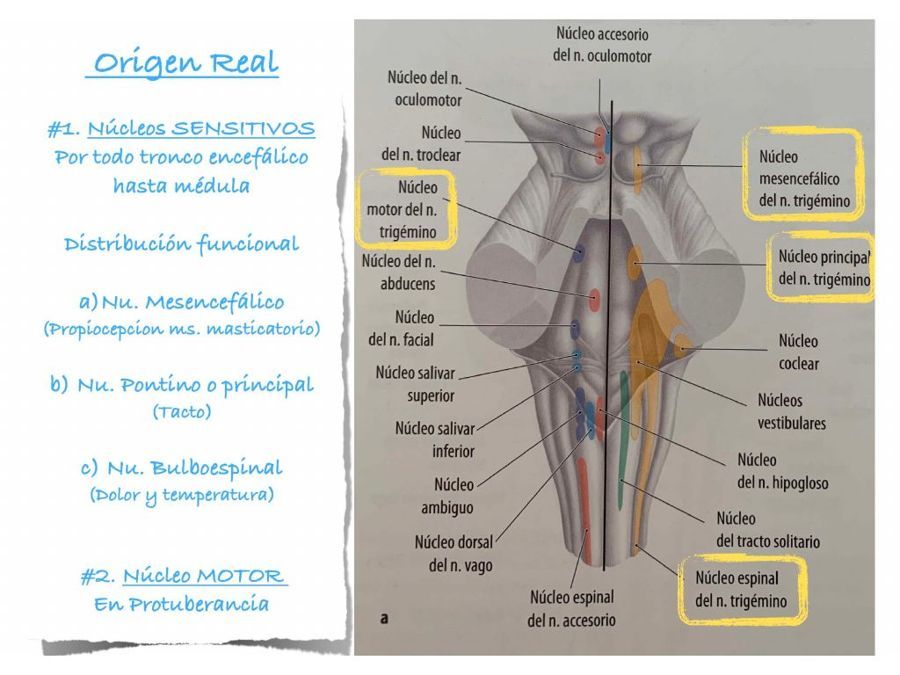 Origen Real
#1. Núcleos SENSITIVOS
Por todo tronco encefálico
hasta médula
Distribución funcional
a) Nu. Mesencefálico
(Propiocepcion ms. masticatorio)
b) Nu. Pontino o principal
(Tacto)
c) Nu. Bulboespinal
(Dolor y temperatura)
#2. Núcleo MOTOR
En Protuberancia
Núcleo accesorio
del n. oculomotor
Núcleo del n.
oculomotor
Núcleo
del n. troclear
Núcleo
motor del n.
trigémino
Núcleo del n.
abducens
Núcleo
del n. facial
Núcleo salivar
superior
Núcleo salivar
inferior
Núcleo
ambiguo
Núcleo dorsal
del n. vago
Núcleo
mesencefálico
del n. trigémino
Núcleo principal
del n. trigémino
Núcleo
coclear
Núcleos
vestibulares
Núcleo
del n. hipogloso
Núcleo
del tracto solitario
Núcleo espinal
del n. trigémino
Núcleo espinal
del n. accesorio
a